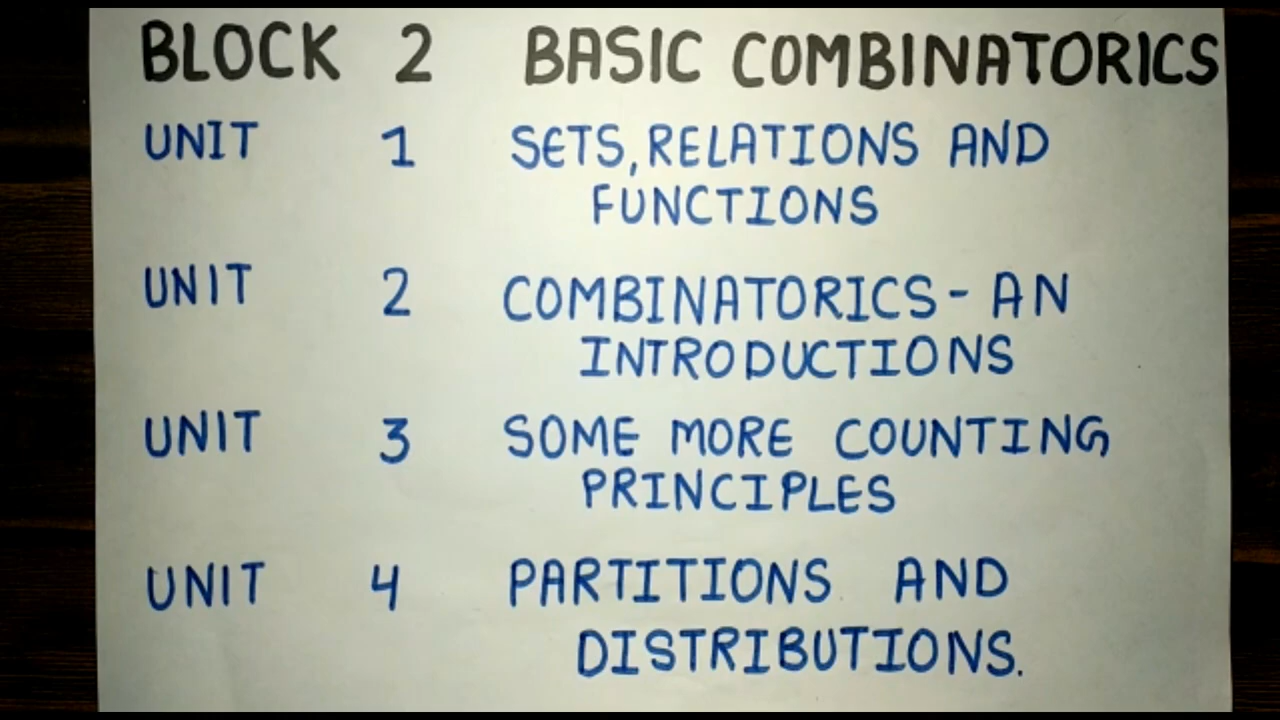 BLOCK 2 BASIC COMBINATORICS
UNIT 1 SETS, RELATIONS AND
FUNCTIONS
UNIT 2 COMBINATORICS - AN
INTRODUCTIONS
UNIT 3 SOME MORE COUNTING
PRINCIPLES
UNIT 4 PARTITIONS AND
DISTRIBUTIONS.